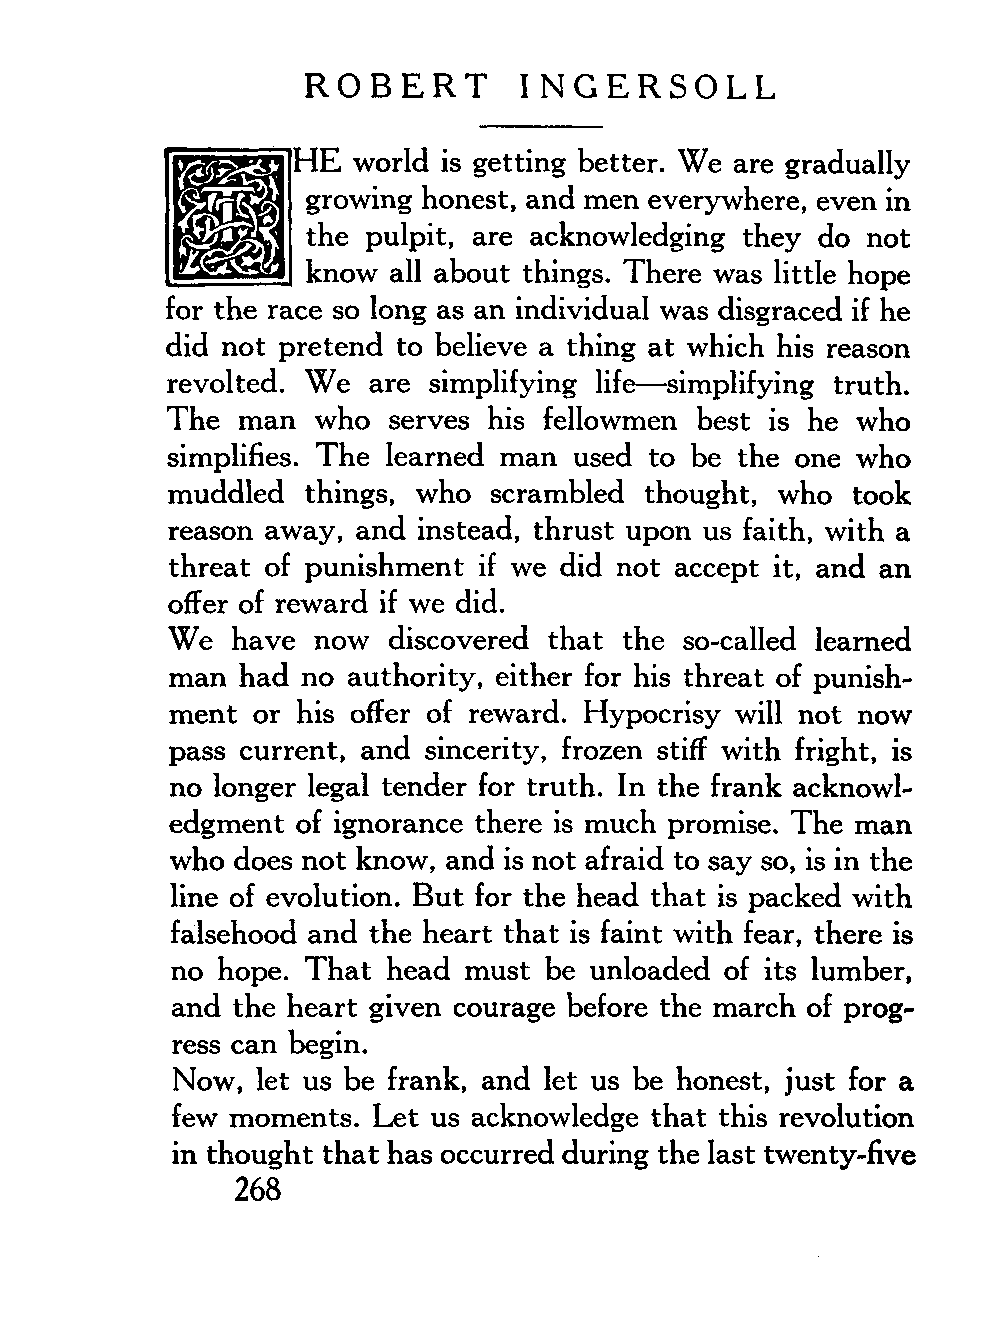 ROBERT INGERSOLL
THE world is getting better. We are gradually
growing honest, and men everywhere, even in
the pulpit, are acknowledging they do not
know all about things. There was little hope
for the race so long as an individual was disgraced if he
did not pretend to believe a thing at which his reason
revolted. We are simplifying life—simplifying truth.
The man who serves his fellowmen best is he who
simplifies. The learned man used to be the one who
muddled things, who scrambled thought, who took
reason away, and instead, thrust upon us faith, with a
threat of punishment if we did not accept it, and an
offer of reward if we did.
We have now discovered that the so-called learned
man had no authority, either for his threat of punish-
ment or his offer of reward. Hypocrisy will not now
pass current, and sincerity, frozen stiff with fright, is
no longer legal tender for truth. In the frank acknowl-
edgment of ignorance there is much promise. The man
who does not know, and is not afraid to say so, is in the
line of evolution. But for the head that is packed with
falsehood and the heart that is faint with fear, there is
no hope. That head must be unloaded of its lumber,
and the heart given courage before the march of prog-
ress can begin.
Now, let us be frank, and let us be honest, just for a
few moments. Let us acknowledge that this revolution
in thought that has occurred during the last twenty-five
268